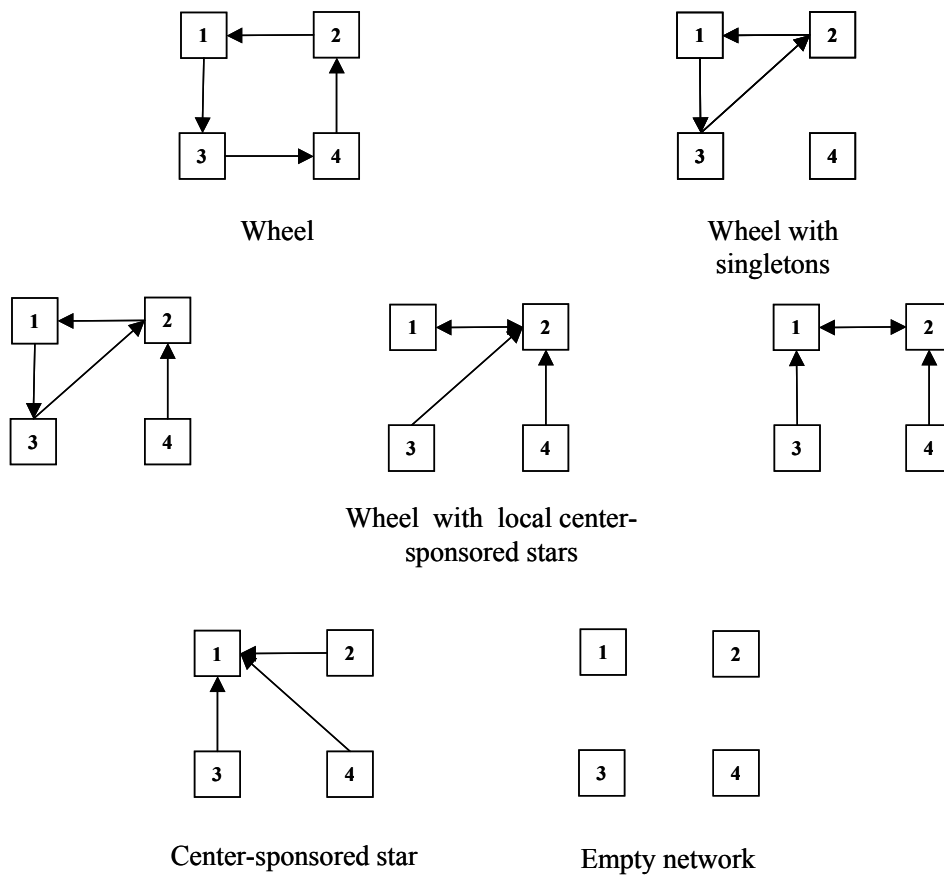 1 2 1 2
3 4 3 4
Wheel Wheel with
singletons
1 2 1 2 1 2
3 4 3 4 3 4
Wheel with local center-
sponsored stars
1 2 1 2
3 4 3 4
Center-sponsored star Empty network